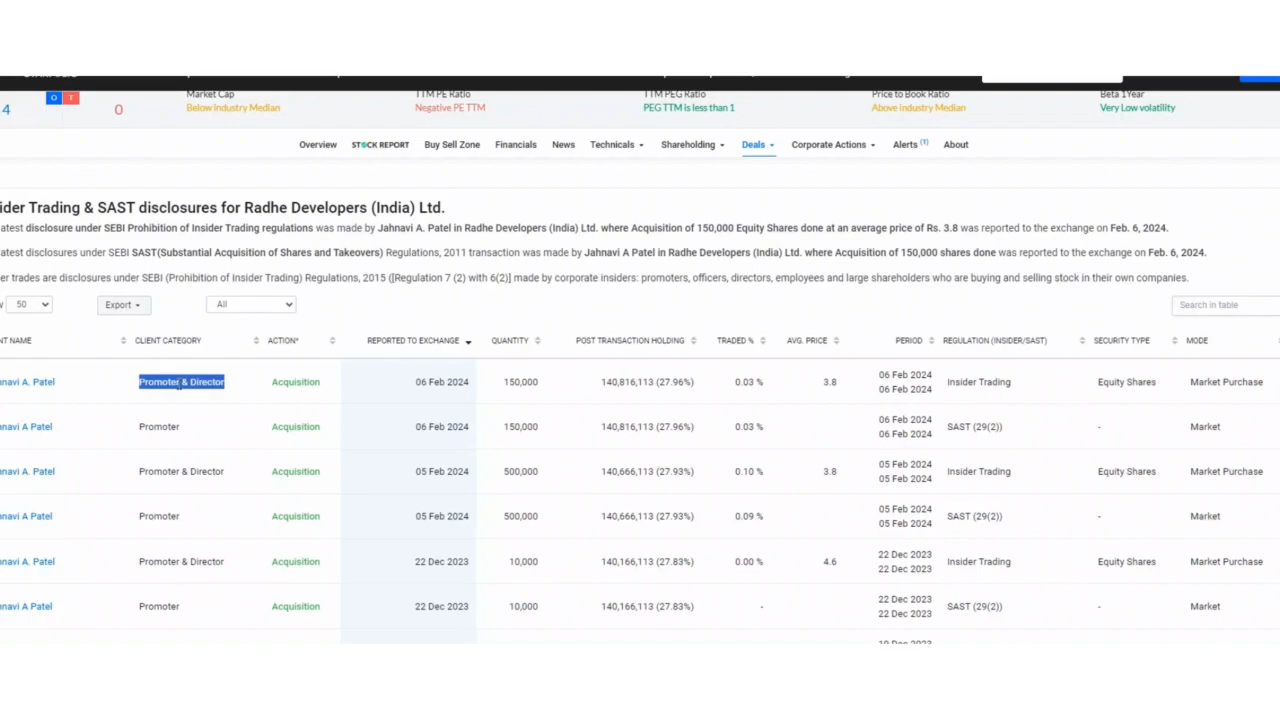 Market Cap TTM PE Ratio TTM PEG Ratio Price to Book Ratio Beta 1Year
4 O T 0 Below Industry Median Negative PE TTM PEG TTM is less than 1 Above industry Median Very Low volatility
Overview STOCK REPORT Buy Sell Zone Financials News Technicals Shareholding Deals Corporate Actions Alerts (1) About
ider Trading & SAST disclosures for Radhe Developers (India) Ltd.
atest disclosure under SEBI Prohibition of Insider Trading regulations was made by Jahnavi A. Patel in Radhe Developers (India) Ltd. where Acquisition of 150,000 Equity Shares done at an average price of Rs. 3.8 was reported to the exchange on Feb. 6, 2024.
atest disclosures under SEBI SAST(Substantial Acquisition of Shares and Takeovers) Regulations, 2011 transaction was made by Jahnavi A Patel in Radhe Developers (India) Ltd. where Acquisition of 150,000 shares done was reported to the exchange on Feb. 6, 2024.
er trades are disclosures under SEBI (Prohibition of Insider Trading) Regulations, 2015 ([Regulation 7 (2) with 6(2)] made by corporate insiders: promoters, officers, directors, employees and large shareholders who are buying and selling stock in their own companies.
w 50 Export All Search in table
NT NAME CLIENT CATEGORY ACTION* REPORTED TO EXCHANGE QUANTITY POST TRANSACTION HOLDING TRADED % AVG. PRICE PERIOD REGULATION (INSIDER/SAST) SECURITY TYPE MODE
hnavi A. Patel Promoter & Director Acquisition 06 Feb 2024 150,000 140,816,113 (27.96%) 0.03 % 3.8 06 Feb 2024 06 Feb 2024 Insider Trading Equity Shares Market Purchase
hnavi A Patel Promoter Acquisition 06 Feb 2024 150,000 140,816,113 (27.96%) 0.03 % 06 Feb 2024 06 Feb 2024 SAST (29(2)) - Market
hnavi A. Patel Promoter & Director Acquisition 05 Feb 2024 500,000 140,666,113 (27.93%) 0.10 % 3.8 05 Feb 2024 05 Feb 2024 Insider Trading Equity Shares Market Purchase
hnavi A Patel Promoter Acquisition 05 Feb 2024 500,000 140,666,113 (27.93%) 0.09 % 05 Feb 2024 05 Feb 2024 SAST (29(2)) - Market
hnavi A. Patel Promoter & Director Acquisition 22 Dec 2023 10,000 140,166,113 (27.83%) 0.00 % 4.6 22 Dec 2023 22 Dec 2023 Insider Trading Equity Shares Market Purchase
hnavi A Patel Promoter Acquisition 22 Dec 2023 10,000 140,166,113 (27.83%) - 22 Dec 2023 22 Dec 2023 SAST (29(2)) - Market